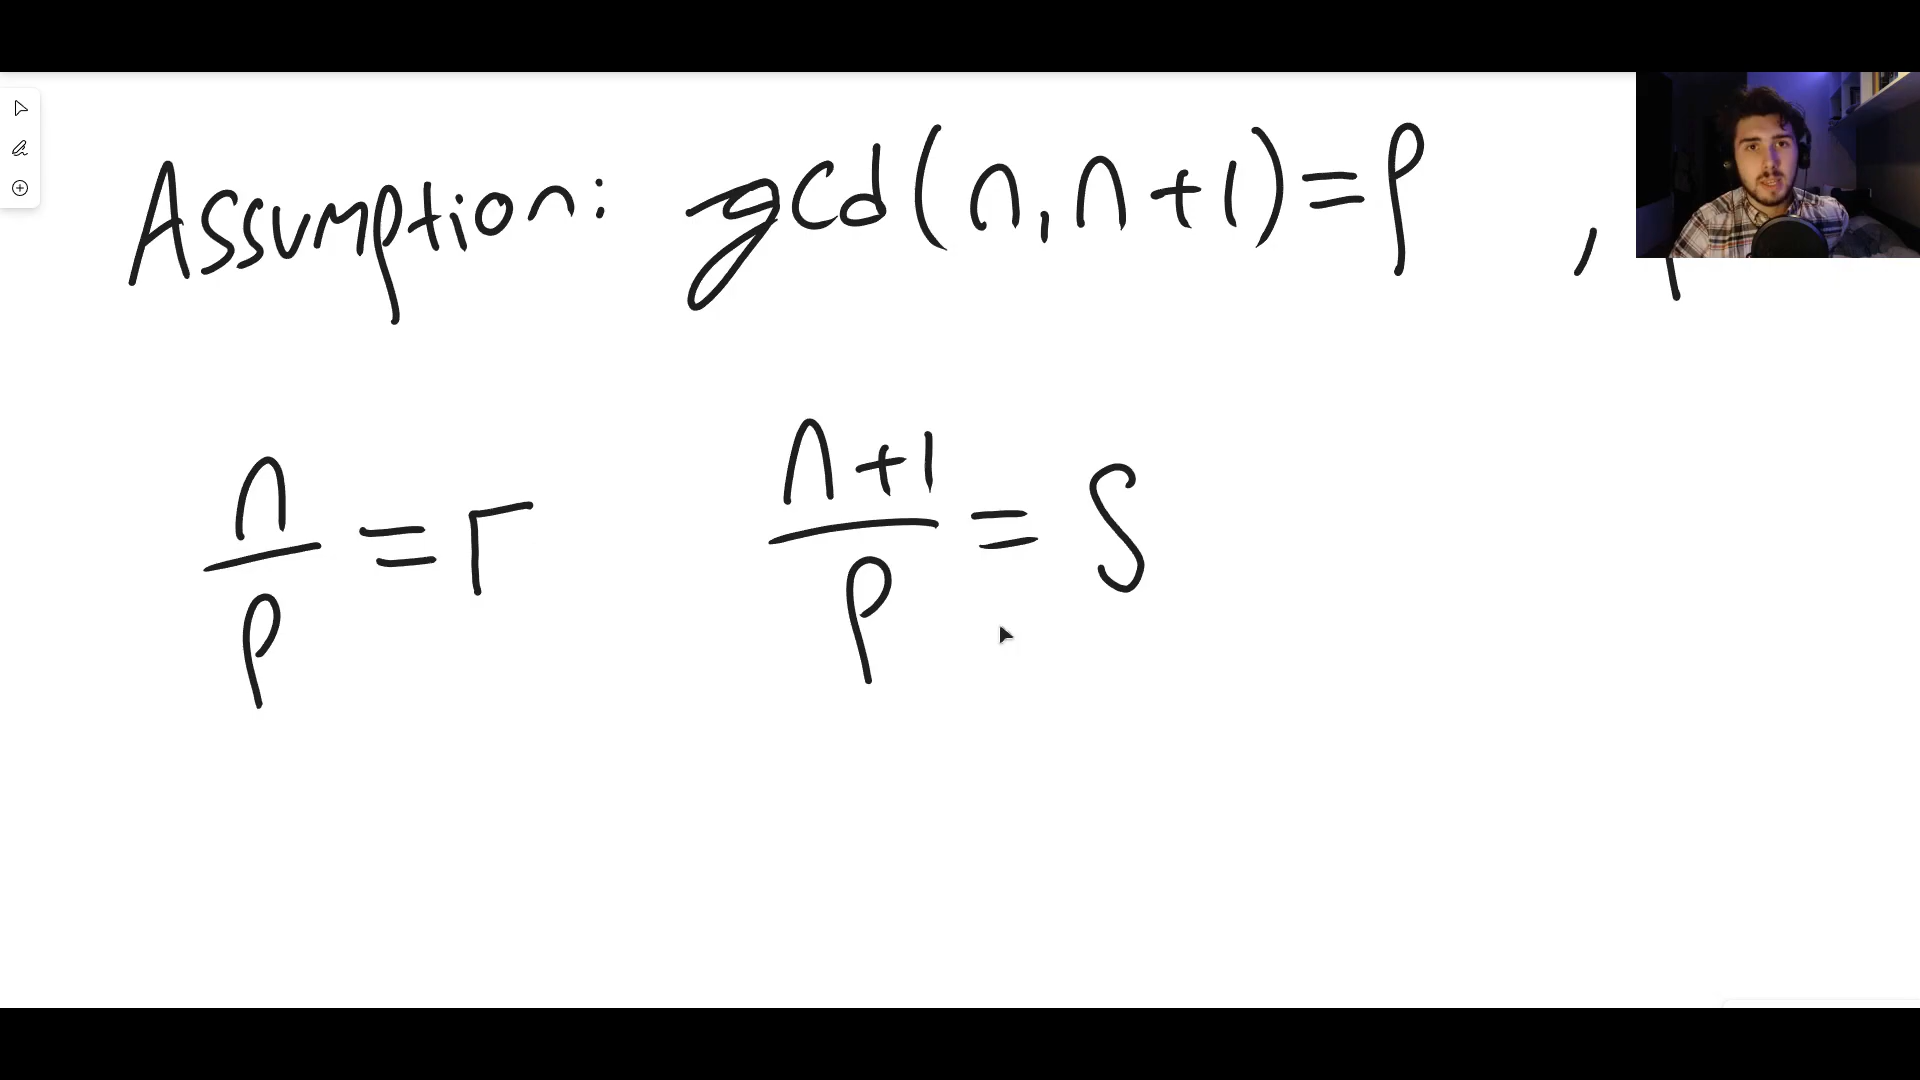 Assumption: gcd(n, n+1) = p ,
n/p = r (n+1)/p = s